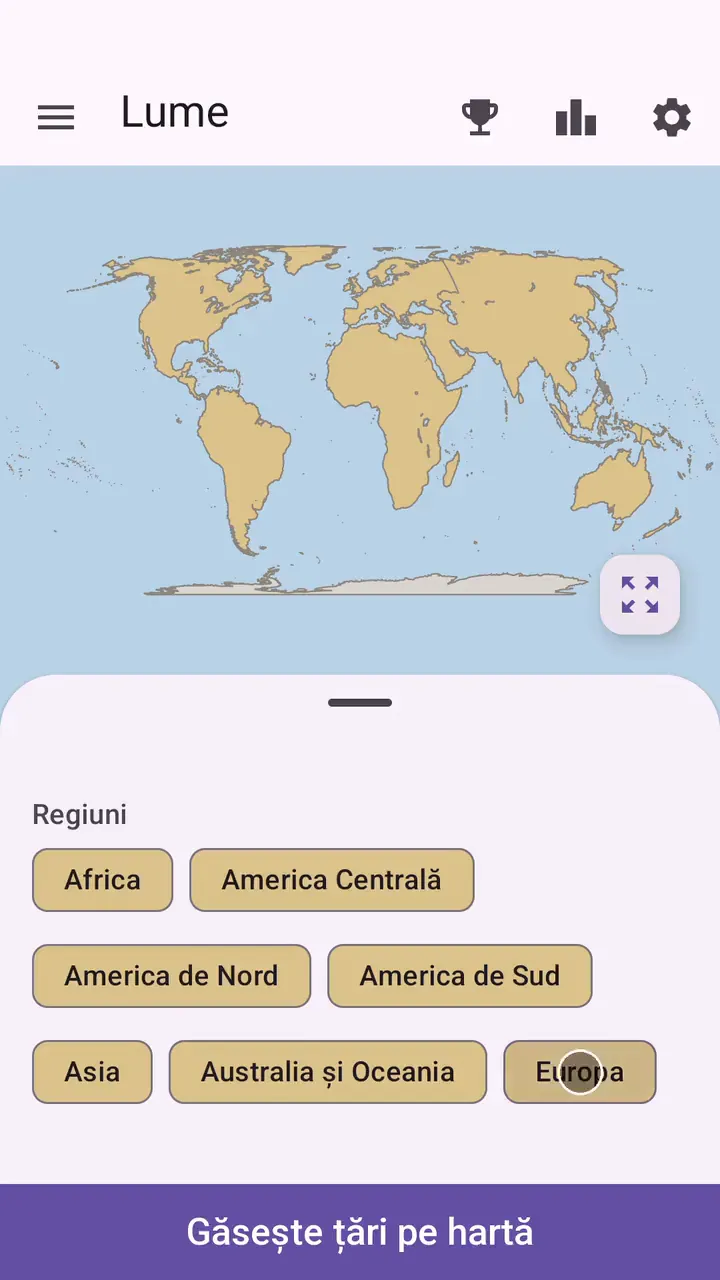 Lume
Regiuni
Africa
America Centrală
America de Nord
America de Sud
Asia
Australia și Oceania
Europa
Găsește țări pe hartă